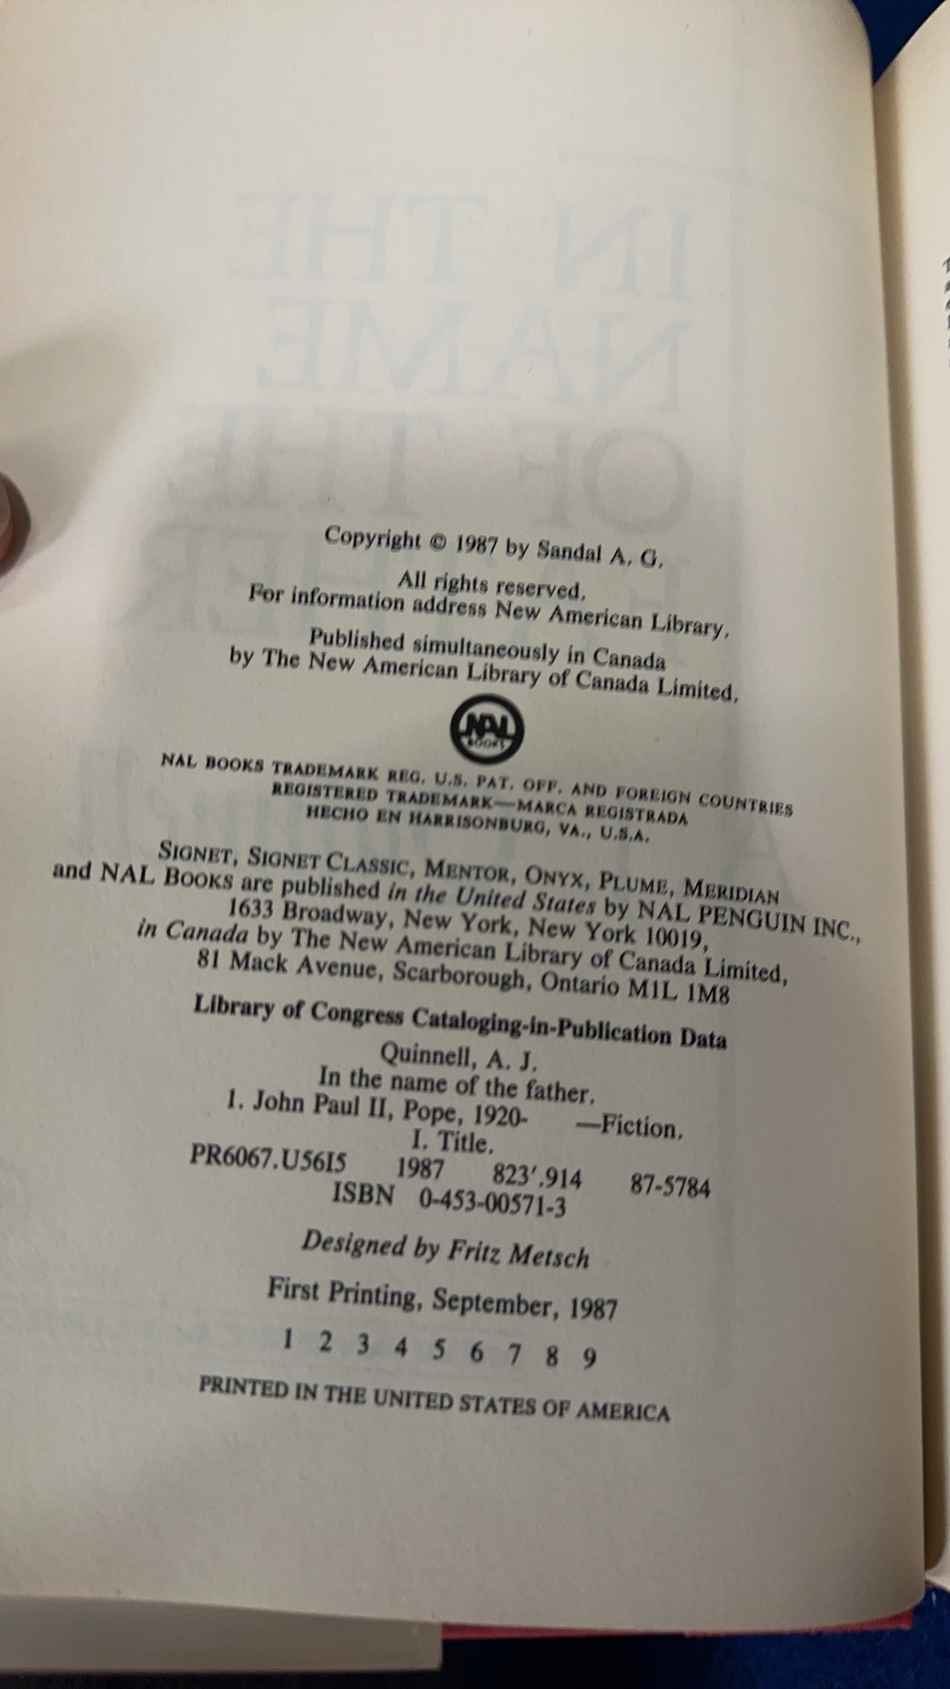 Copyright © 1987 by Sandal A. G.
All rights reserved.
For information address New American Library.
Published simultaneously in Canada
by The New American Library of Canada Limited.
NAL
BOOKS
NAL BOOKS TRADEMARK REG. U.S. PAT. OFF. AND FOREIGN COUNTRIES
REGISTERED TRADEMARK—MARCA REGISTRADA
HECHO EN HARRISONBURG, VA., U.S.A.
SIGNET, SIGNET CLASSIC, MENTOR, ONYX, PLUME, MERIDIAN
and NAL BOOKS are published in the United States by NAL PENGUIN INC.,
1633 Broadway, New York, New York 10019,
in Canada by The New American Library of Canada Limited,
81 Mack Avenue, Scarborough, Ontario M1L 1M8
Library of Congress Cataloging-in-Publication Data
Quinnell, A. J.
In the name of the father.
1. John Paul II, Pope, 1920- —Fiction.
I. Title.
PR6067.U56I5 1987 823'.914 87-5784
ISBN 0-453-00571-3
Designed by Fritz Metsch
First Printing, September, 1987
1 2 3 4 5 6 7 8 9
PRINTED IN THE UNITED STATES OF AMERICA